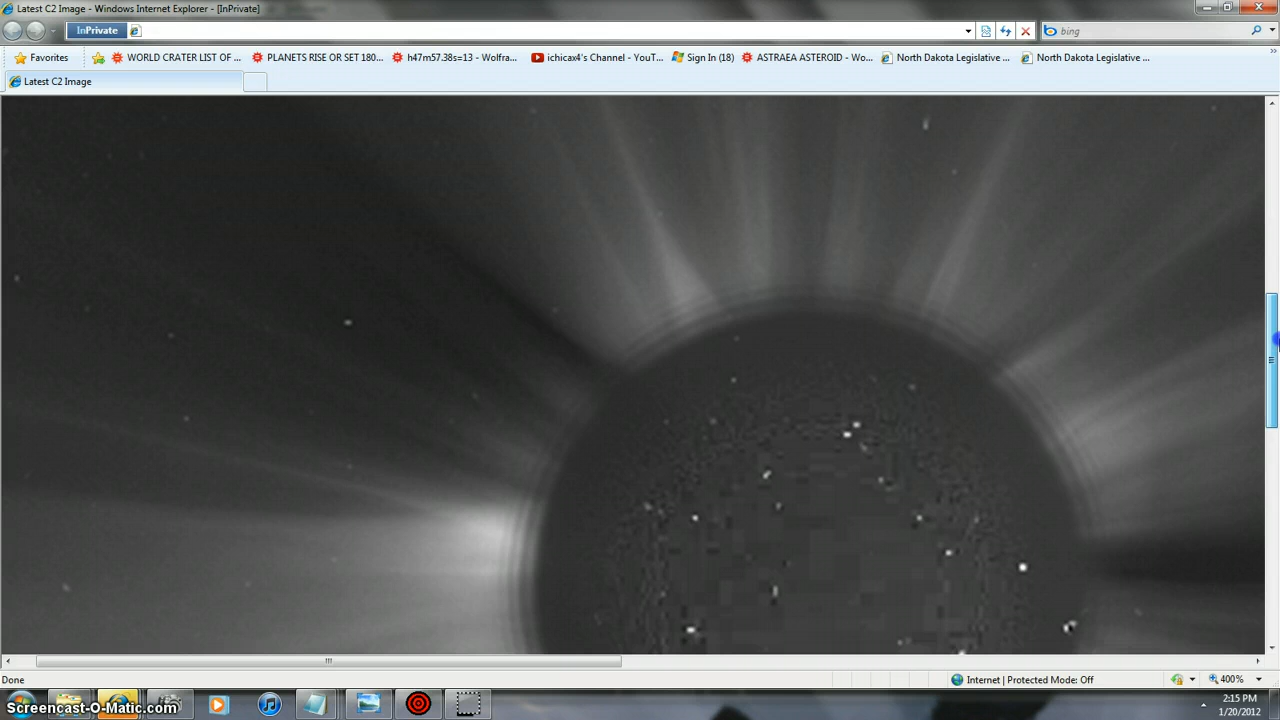 Latest C2 Image - Windows Internet Explorer - [InPrivate]
InPrivate
bing
Favorites
WORLD CRATER LIST OF ...
PLANETS RISE OR SET 180...
h47m57.38s=13 - Wolfra...
ichicax4's Channel - YouT...
Sign In (18)
ASTRAEA ASTEROID - Wo...
North Dakota Legislative ...
North Dakota Legislative ...
Latest C2 Image
Done
Internet | Protected Mode: Off
400%
Screencast-O-Matic.com
2:15 PM
1/20/2012